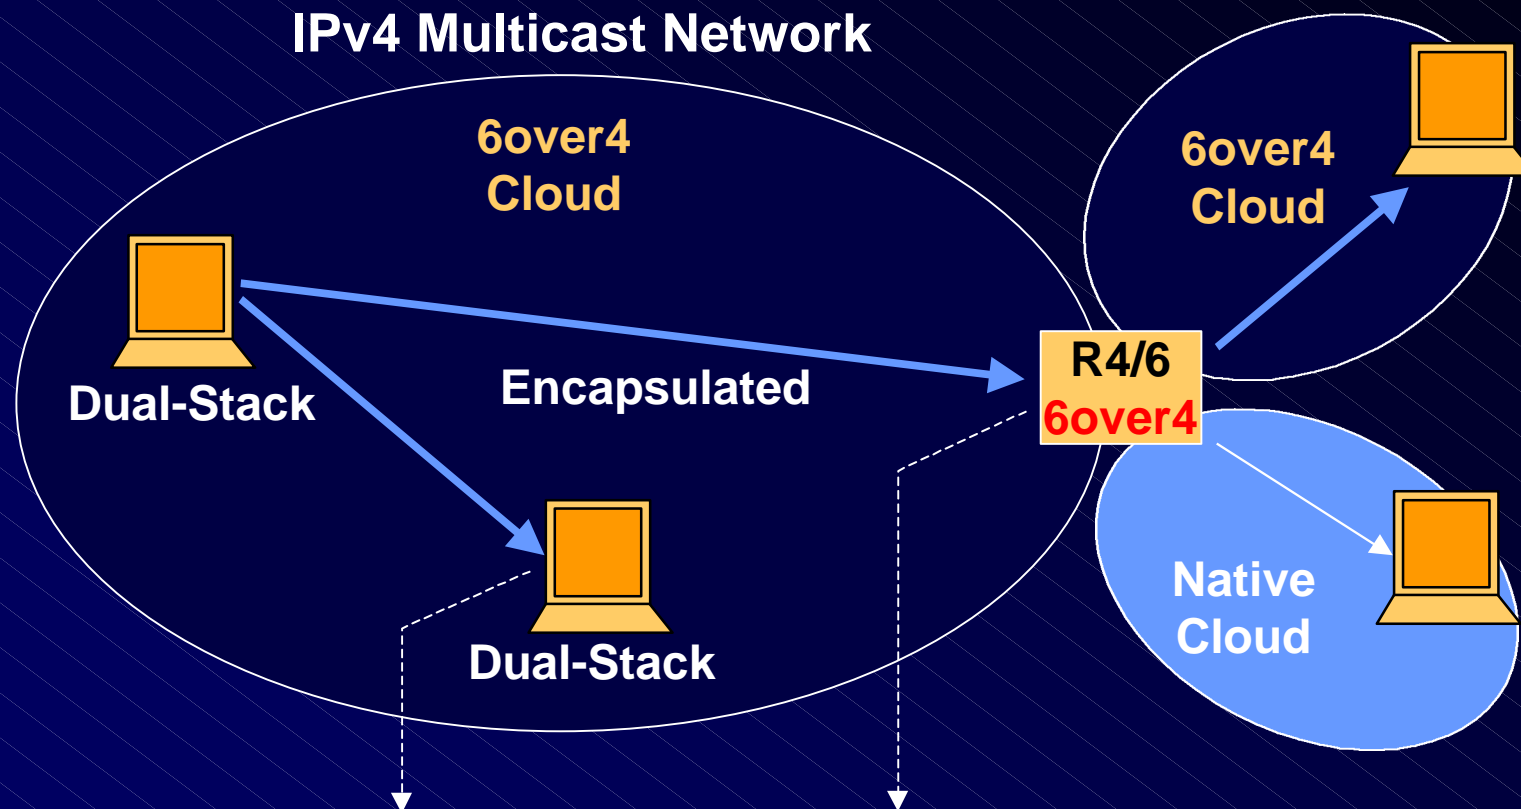 IPv4 Multicast Network
6over4
Cloud
6over4
Cloud
Dual-Stack
Encapsulated
R4/6
6over4
Dual-Stack
Native
Cloud